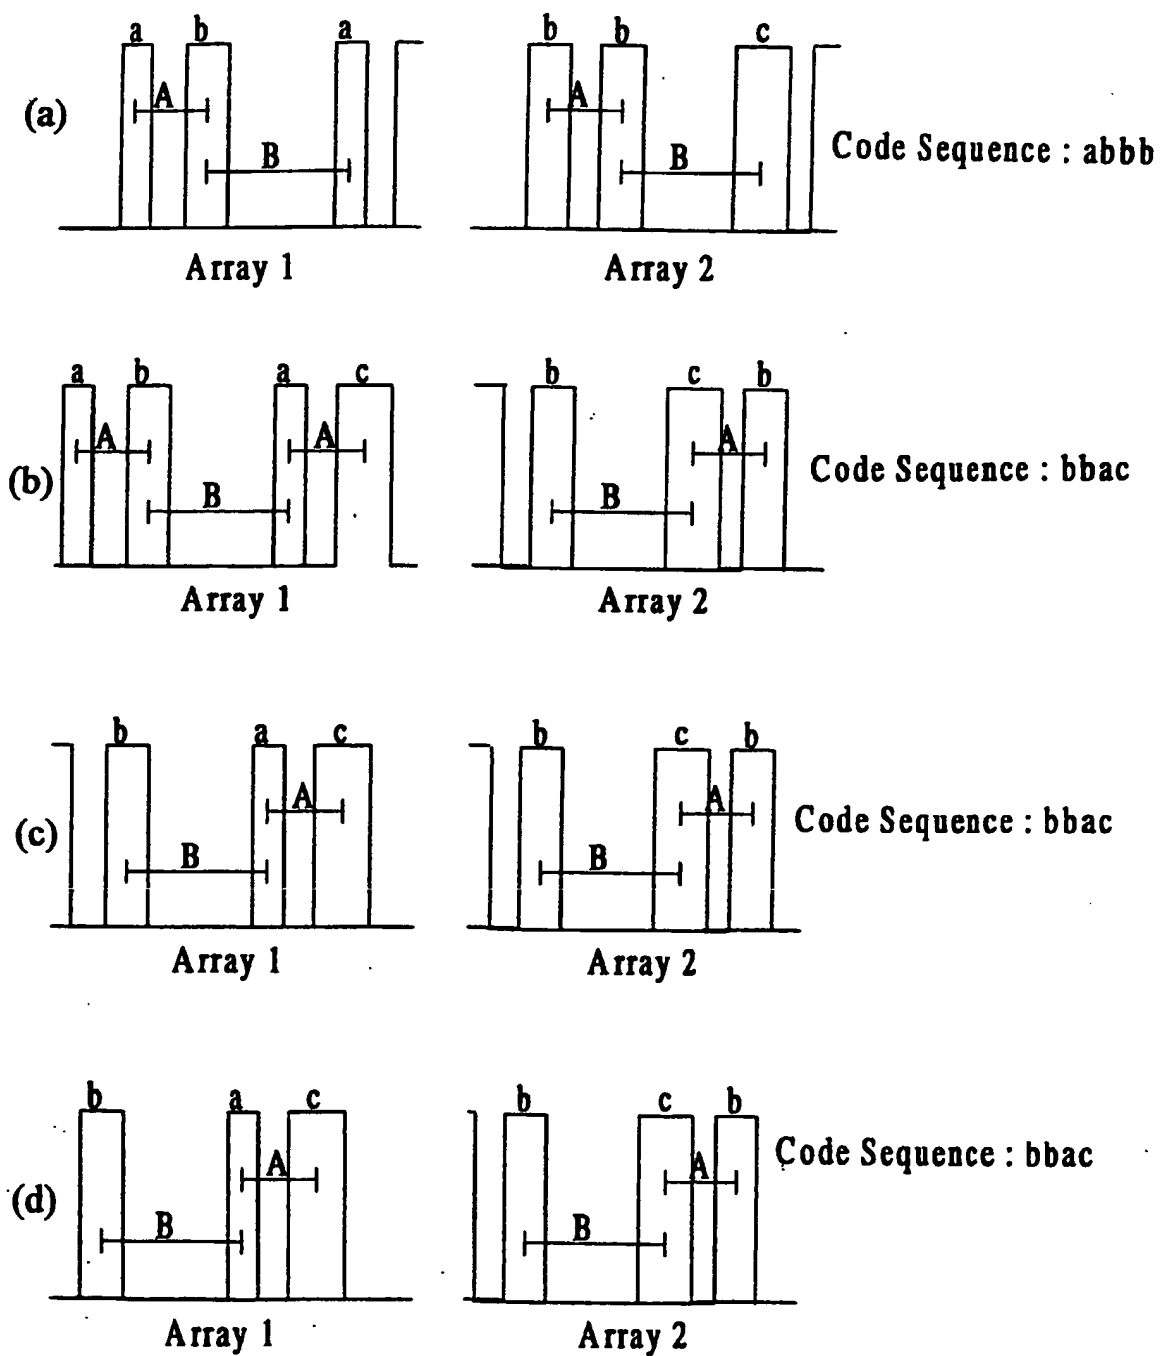 a b a b b c
A A
(a)
B B
Code Sequence : abbb
Array 1 Array 2
a b a c b c b
A A A
(b)
B B
Code Sequence : bbac
Array 1 Array 2
b a c b c b
A A
(c)
B B
Code Sequence : bbac
Array 1 Array 2
b a c b c b
A A
(d)
B B
Code Sequence : bbac
Array 1 Array 2